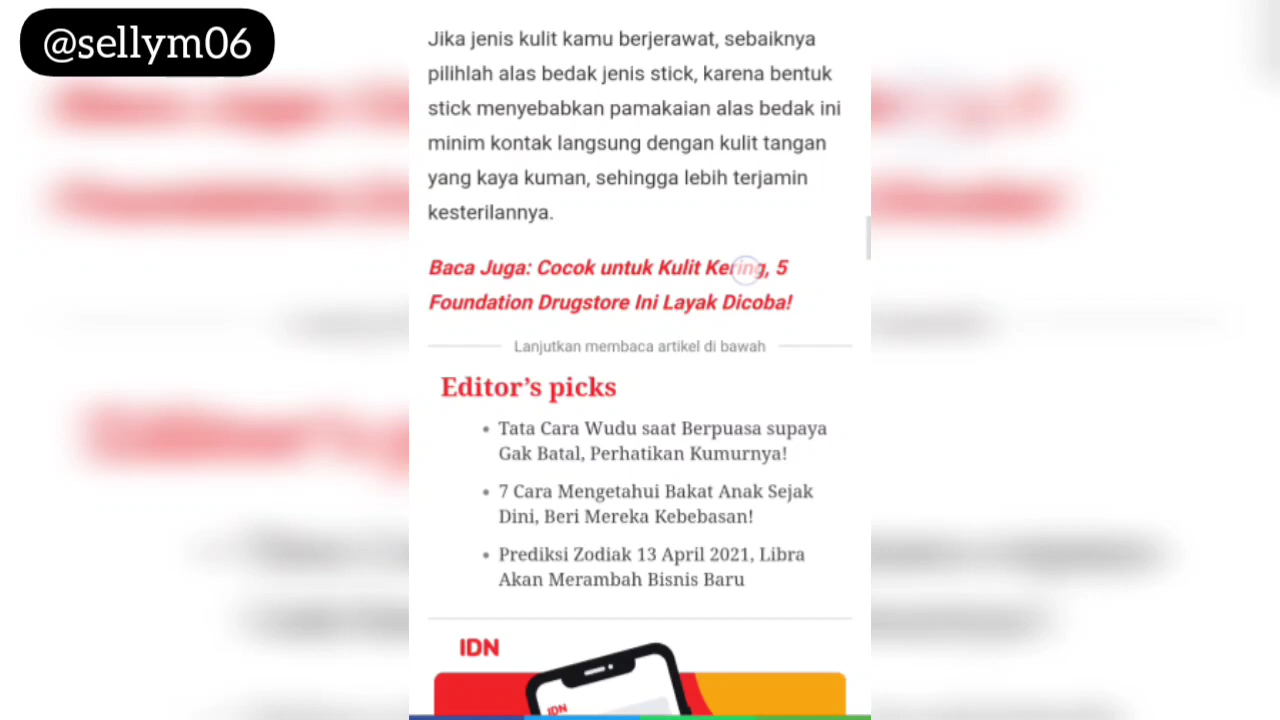 @sellym06
Jika jenis kulit kamu berjerawat, sebaiknya
pilihlah alas bedak jenis stick, karena bentuk
stick menyebabkan pamakaian alas bedak ini
minim kontak langsung dengan kulit tangan
yang kaya kuman, sehingga lebih terjamin
kesterilannya.
Baca Juga: Cocok untuk Kulit Kering, 5
Foundation Drugstore Ini Layak Dicoba!
Lanjutkan membaca artikel di bawah
Editor’s picks
• Tata Cara Wudu saat Berpuasa supaya
Gak Batal, Perhatikan Kumurnya!
• 7 Cara Mengetahui Bakat Anak Sejak
Dini, Beri Mereka Kebebasan!
• Prediksi Zodiak 13 April 2021, Libra
Akan Merambah Bisnis Baru
IDN
IDN